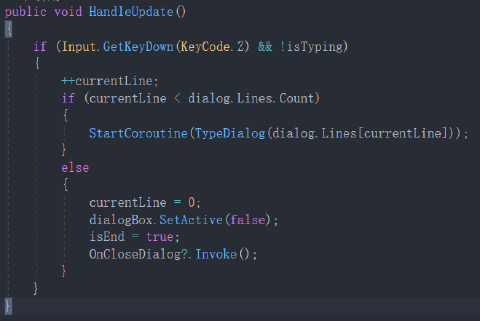 public void HandleUpdate()
{
if (Input.GetKeyDown(KeyCode.Z) && !isTyping)
{
++currentLine;
if (currentLine < dialog.Lines.Count)
{
StartCoroutine(TypeDialog(dialog.Lines[currentLine]));
}
else
{
currentLine = 0;
dialogBox.SetActive(false);
isEnd = true;
OnCloseDialog?.Invoke();
}
}
}